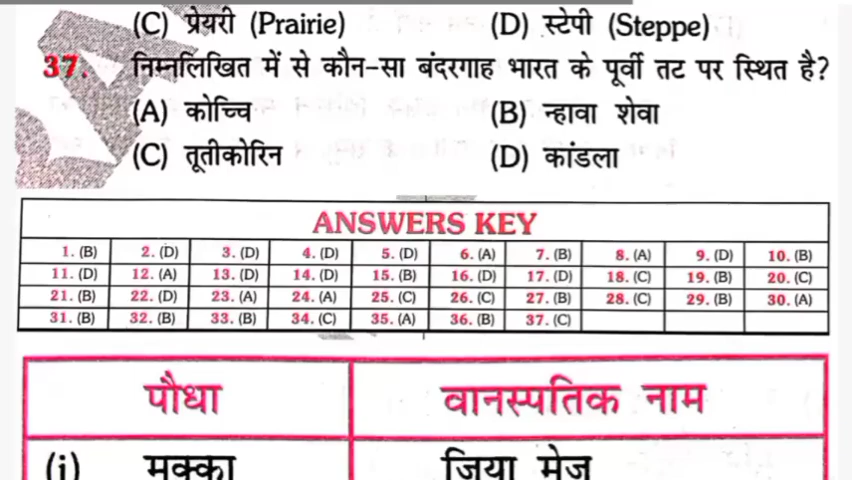 (C) प्रेयरी (Prairie) (D) स्टेपी (Steppe)
37. निम्नलिखित में से कौन-सा बंदरगाह भारत के पूर्वी तट पर स्थित है?
(A) कोच्चि (B) न्हावा शेवा
(C) तूतीकोरिन (D) कांडला
ANSWERS KEY
1. (B) 2. (D) 3. (D) 4. (D) 5. (D) 6. (A) 7. (B) 8. (A) 9. (D) 10. (B)
11. (D) 12. (A) 13. (D) 14. (D) 15. (B) 16. (D) 17. (D) 18. (C) 19. (B) 20. (C)
21. (B) 22. (D) 23. (A) 24. (A) 25. (C) 26. (C) 27. (B) 28. (C) 29. (B) 30. (A)
31. (B) 32. (B) 33. (B) 34. (C) 35. (A) 36. (B) 37. (C)
पौधा वानस्पतिक नाम
(i) मक्का जिया मेज